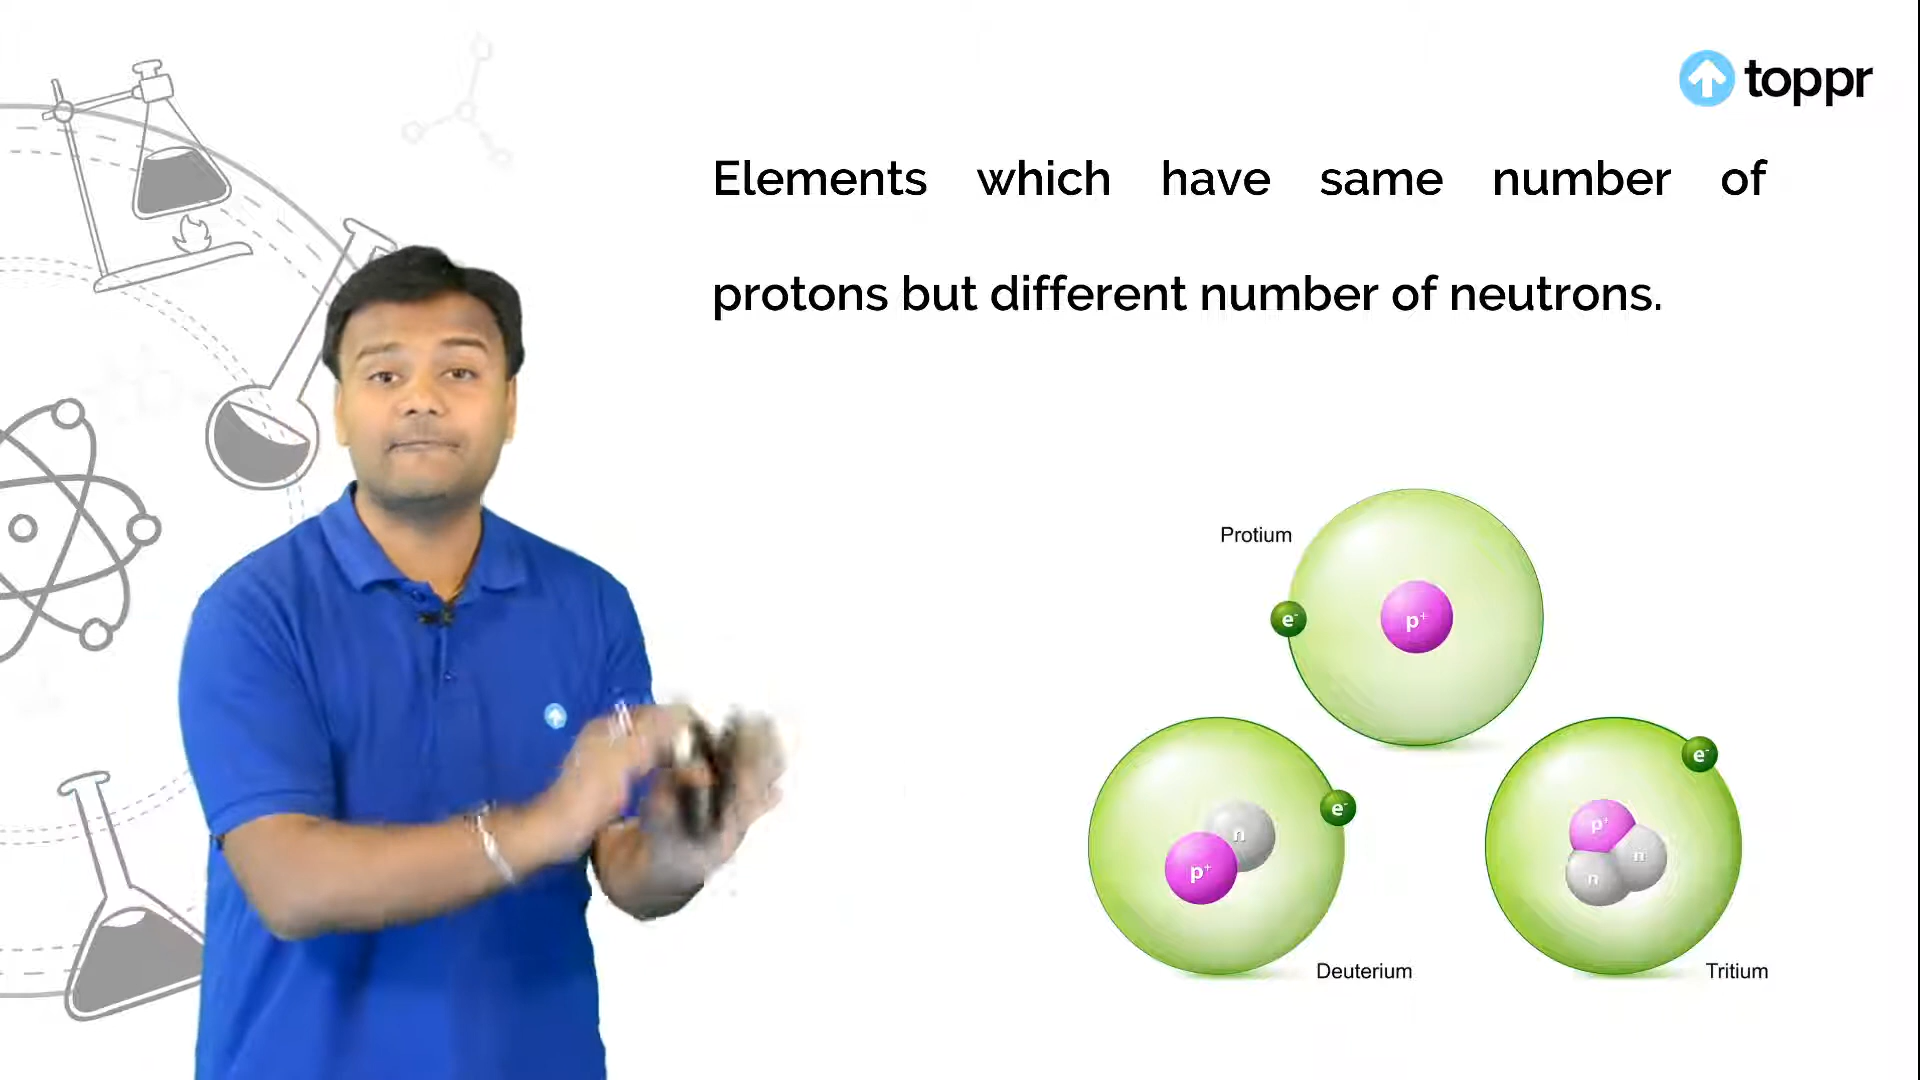 toppr
Elements which have same number of
protons but different number of neutrons.
Protium
e-
p+
e-
n
p+
e-
p+
n
n
Deuterium
Tritium